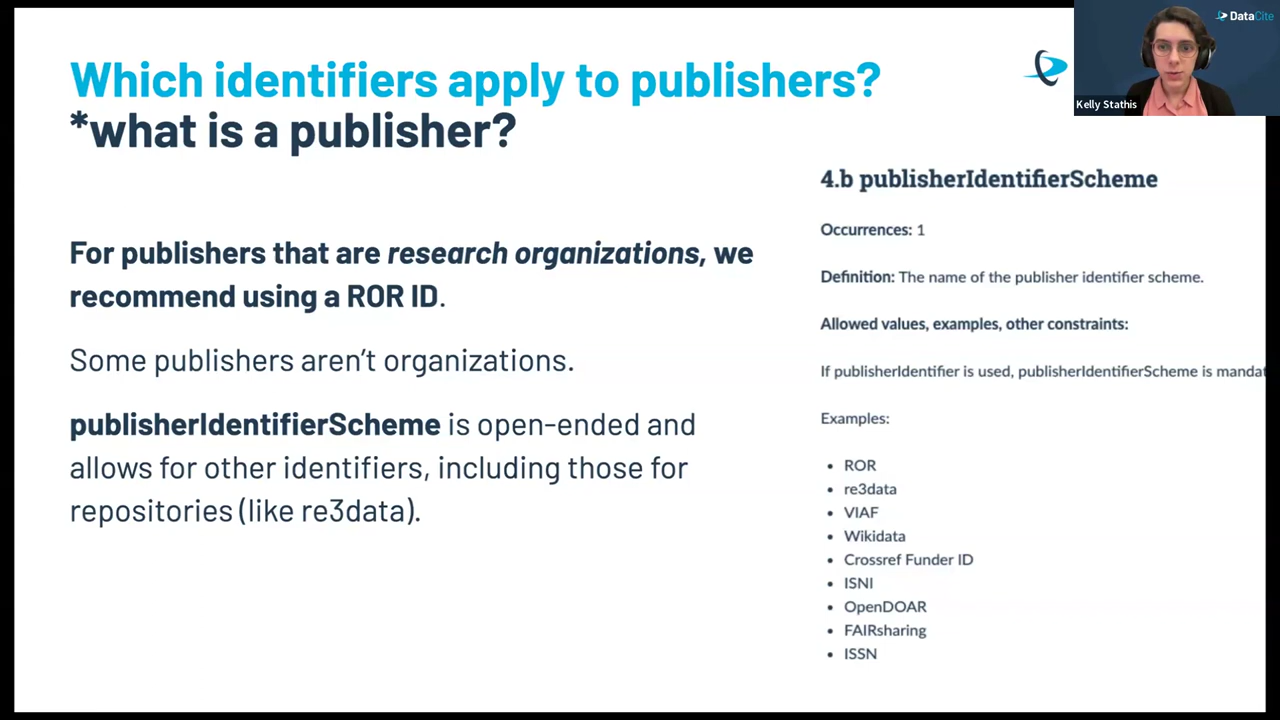 Which identifiers apply to publishers?
*what is a publisher?
DataCite
Kelly Stathis
For publishers that are research organizations, we
recommend using a ROR ID.
Some publishers aren't organizations.
publisherIdentifierScheme is open-ended and
allows for other identifiers, including those for
repositories (like re3data).
4.b publisherIdentifierScheme
Occurrences: 1
Definition: The name of the publisher identifier scheme.
Allowed values, examples, other constraints:
If publisherIdentifier is used, publisherIdentifierScheme is mandat
Examples:
• ROR
• re3data
• VIAF
• Wikidata
• Crossref Funder ID
• ISNI
• OpenDOAR
• FAIRsharing
• ISSN